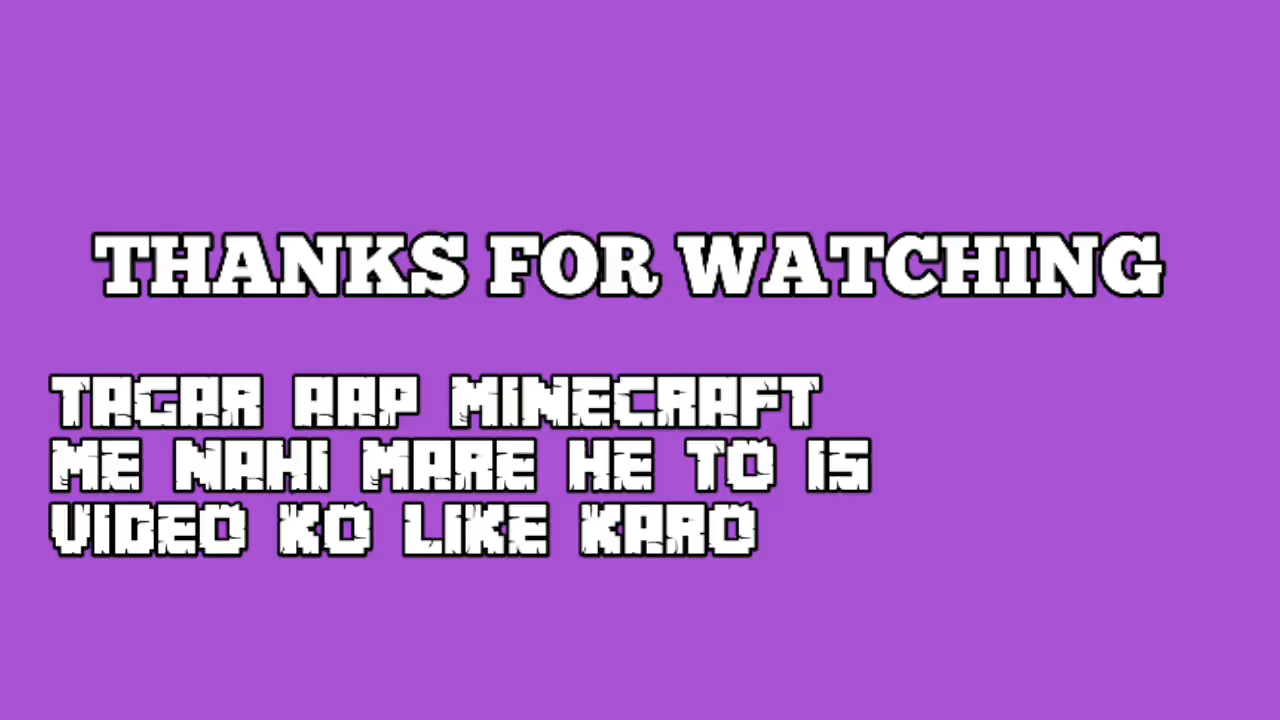 THANKS FOR WATCHING
TAGAR AAP MINECRAFT
ME NAHI MARE HE TO IS
VIDEO KO LIKE KARO